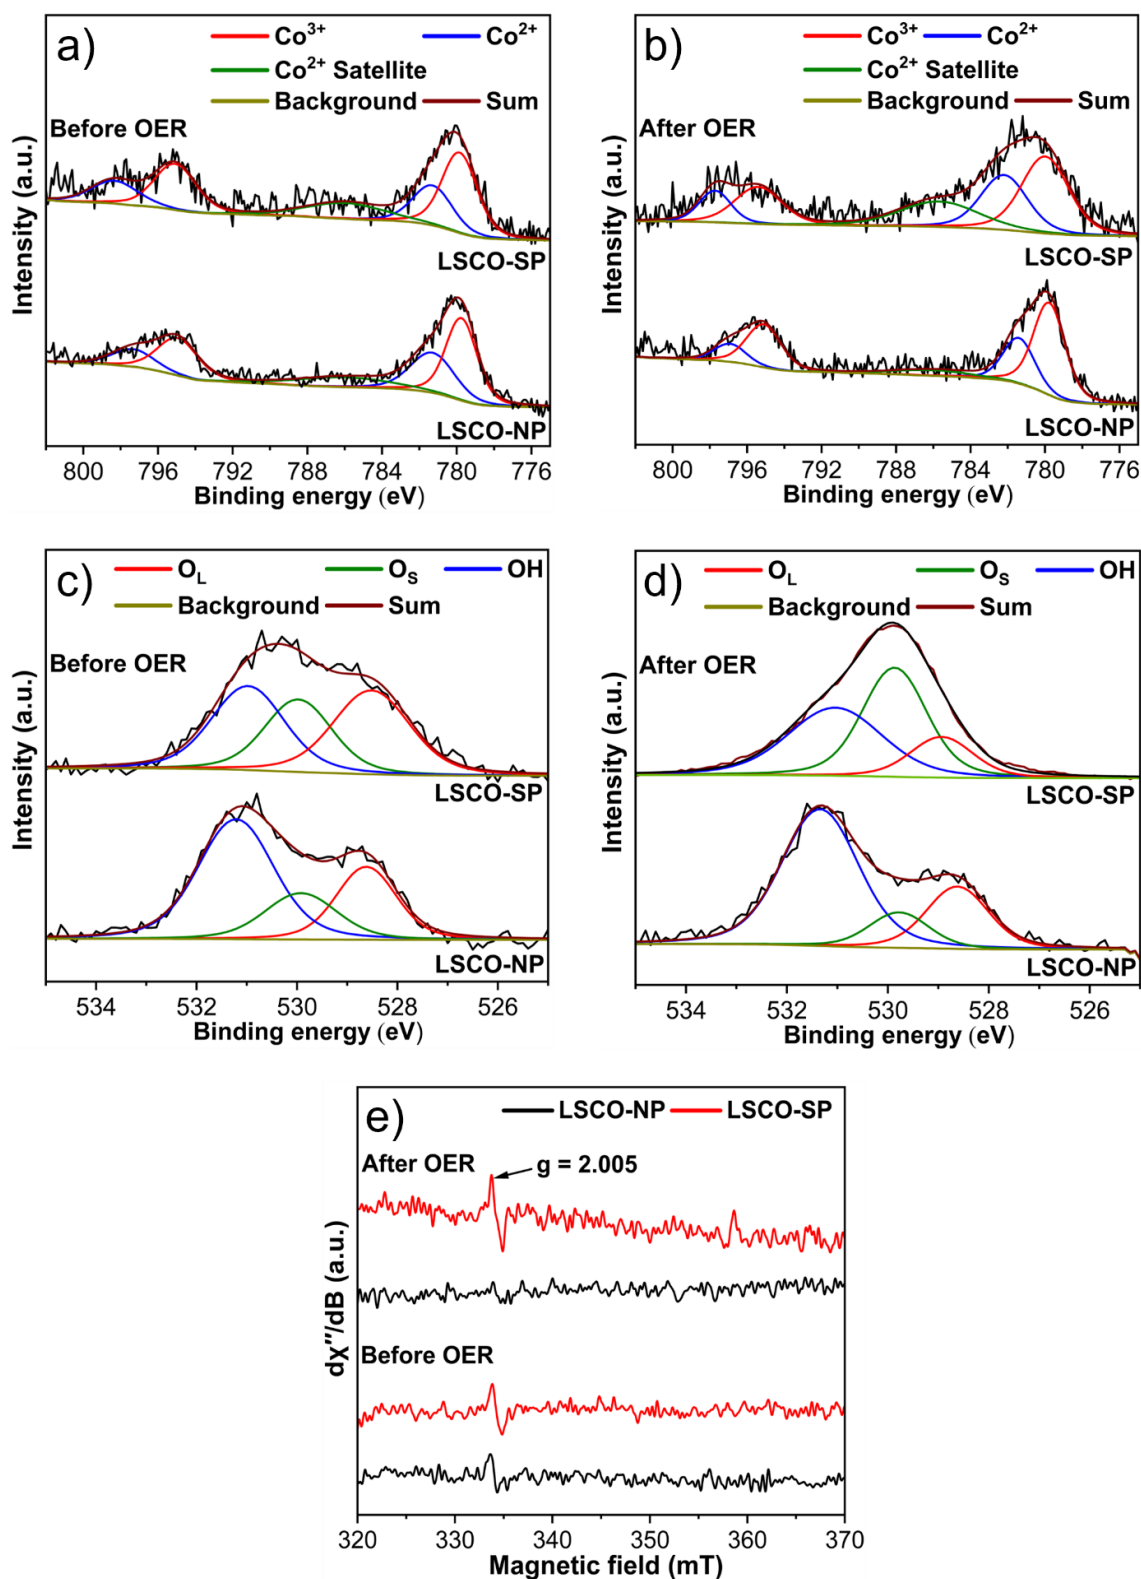 a)
Co³⁺ Co²⁺
Co²⁺ Satellite
Background Sum
Before OER
LSCO-SP
LSCO-NP
Intensity (a.u.)
800 796 792 788 784 780 776
Binding energy (eV)
b)
Co³⁺ Co²⁺
Co²⁺ Satellite
Background Sum
After OER
LSCO-SP
LSCO-NP
Intensity (a.u.)
800 796 792 788 784 780 776
Binding energy (eV)
c)
O_L O_S OH
Background Sum
Before OER
LSCO-SP
LSCO-NP
Intensity (a.u.)
534 532 530 528 526
Binding energy (eV)
d)
O_L O_S OH
Background Sum
After OER
LSCO-SP
LSCO-NP
Intensity (a.u.)
534 532 530 528 526
Binding energy (eV)
e)
LSCO-NP LSCO-SP
After OER
g = 2.005
Before OER
dχ″/dB (a.u.)
320 330 340 350 360 370
Magnetic field (mT)